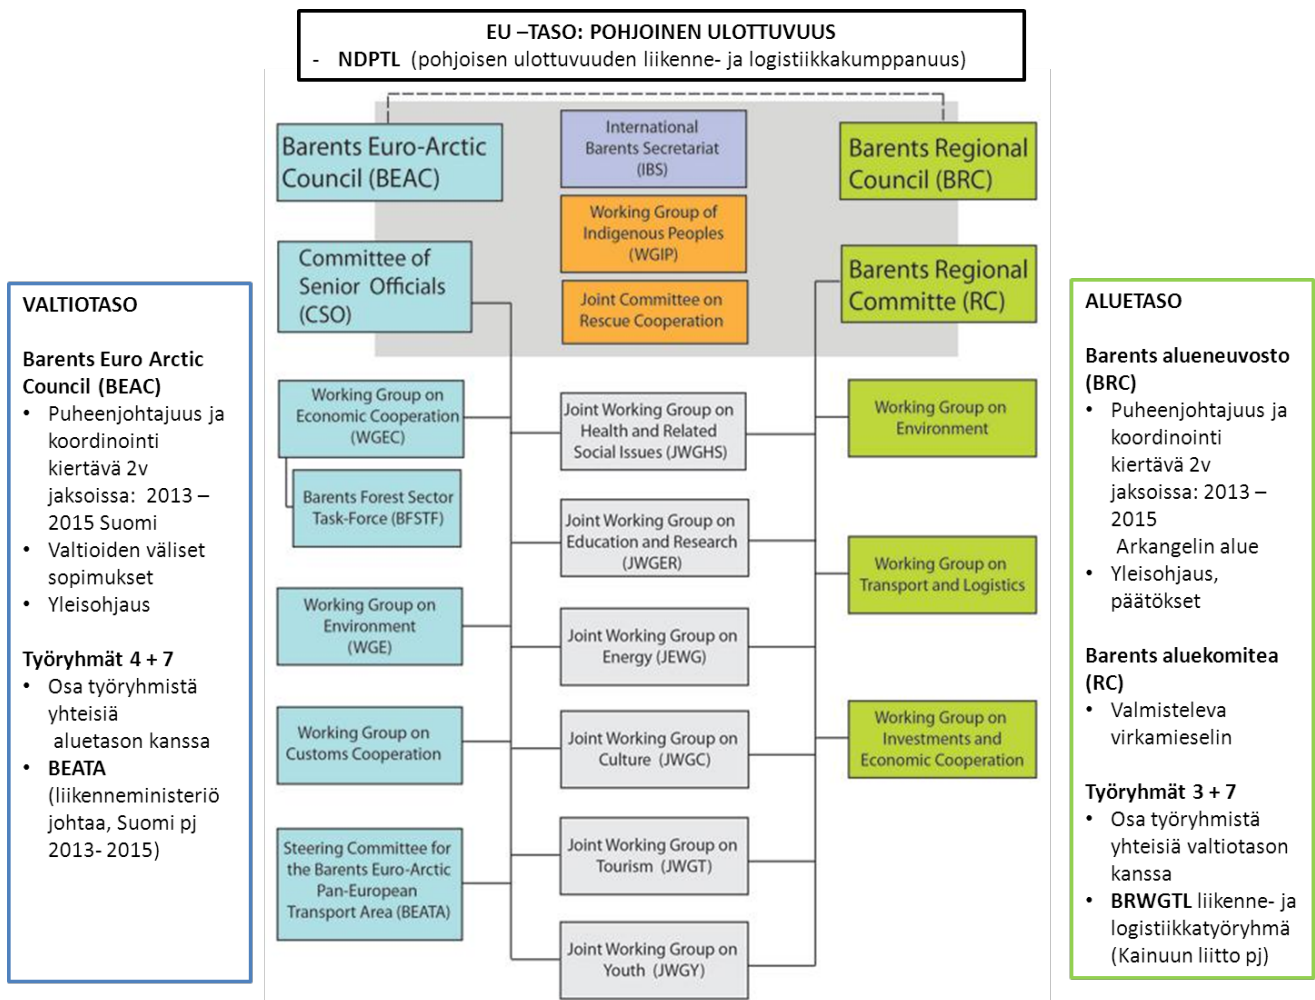 EU –TASO: POHJOINEN ULOTTUVUUS
- NDPTL (pohjoisen ulottuvuuden liikenne- ja logistiikkakumppanuus)
VALTIOTASO
Barents Euro Arctic
Council (BEAC)
• Puheenjohtajuus ja
koordinointi
kiertävä 2v
jaksoissa: 2013 –
2015 Suomi
• Valtioiden väliset
sopimukset
• Yleisohjaus
Työryhmät 4 + 7
• Osa työryhmistä
yhteisiä
aluetason kanssa
• BEATA
(liikenneministeriö
johtaa, Suomi pj
2013- 2015)
Barents Euro-Arctic
Council (BEAC)
Committee of
Senior Officials
(CSO)
Working Group on
Economic Cooperation
(WGEC)
Barents Forest Sector
Task-Force (BFSTF)
Working Group on
Environment
(WGE)
Working Group on
Customs Cooperation
Steering Committee for
the Barents Euro-Arctic
Pan-European
Transport Area (BEATA)
International
Barents Secretariat
(IBS)
Working Group of
Indigenous Peoples
(WGIP)
Joint Committee on
Rescue Cooperation
Joint Working Group on
Health and Related
Social Issues (JWGHS)
Joint Working Group on
Education and Research
(JWGER)
Joint Working Group on
Energy (JEWG)
Joint Working Group on
Culture (JWGC)
Joint Working Group on
Tourism (JWGT)
Joint Working Group on
Youth (JWGY)
Barents Regional
Council (BRC)
Barents Regional
Committe (RC)
Working Group on
Environment
Working Group on
Transport and Logistics
Working Group on
Investments and
Economic Cooperation
ALUETASO
Barents alueneuvosto
(BRC)
• Puheenjohtajuus ja
koordinointi
kiertävä 2v
jaksoissa: 2013 –
2015
Arkangelin alue
• Yleisohjaus,
päätökset
Barents aluekomitea
(RC)
• Valmisteleva
virkamieselin
Työryhmät 3 + 7
• Osa työryhmistä
yhteisiä valtiotason
kanssa
• BRWGTL liikenne- ja
logistiikkatyöryhmä
(Kainuun liitto pj)